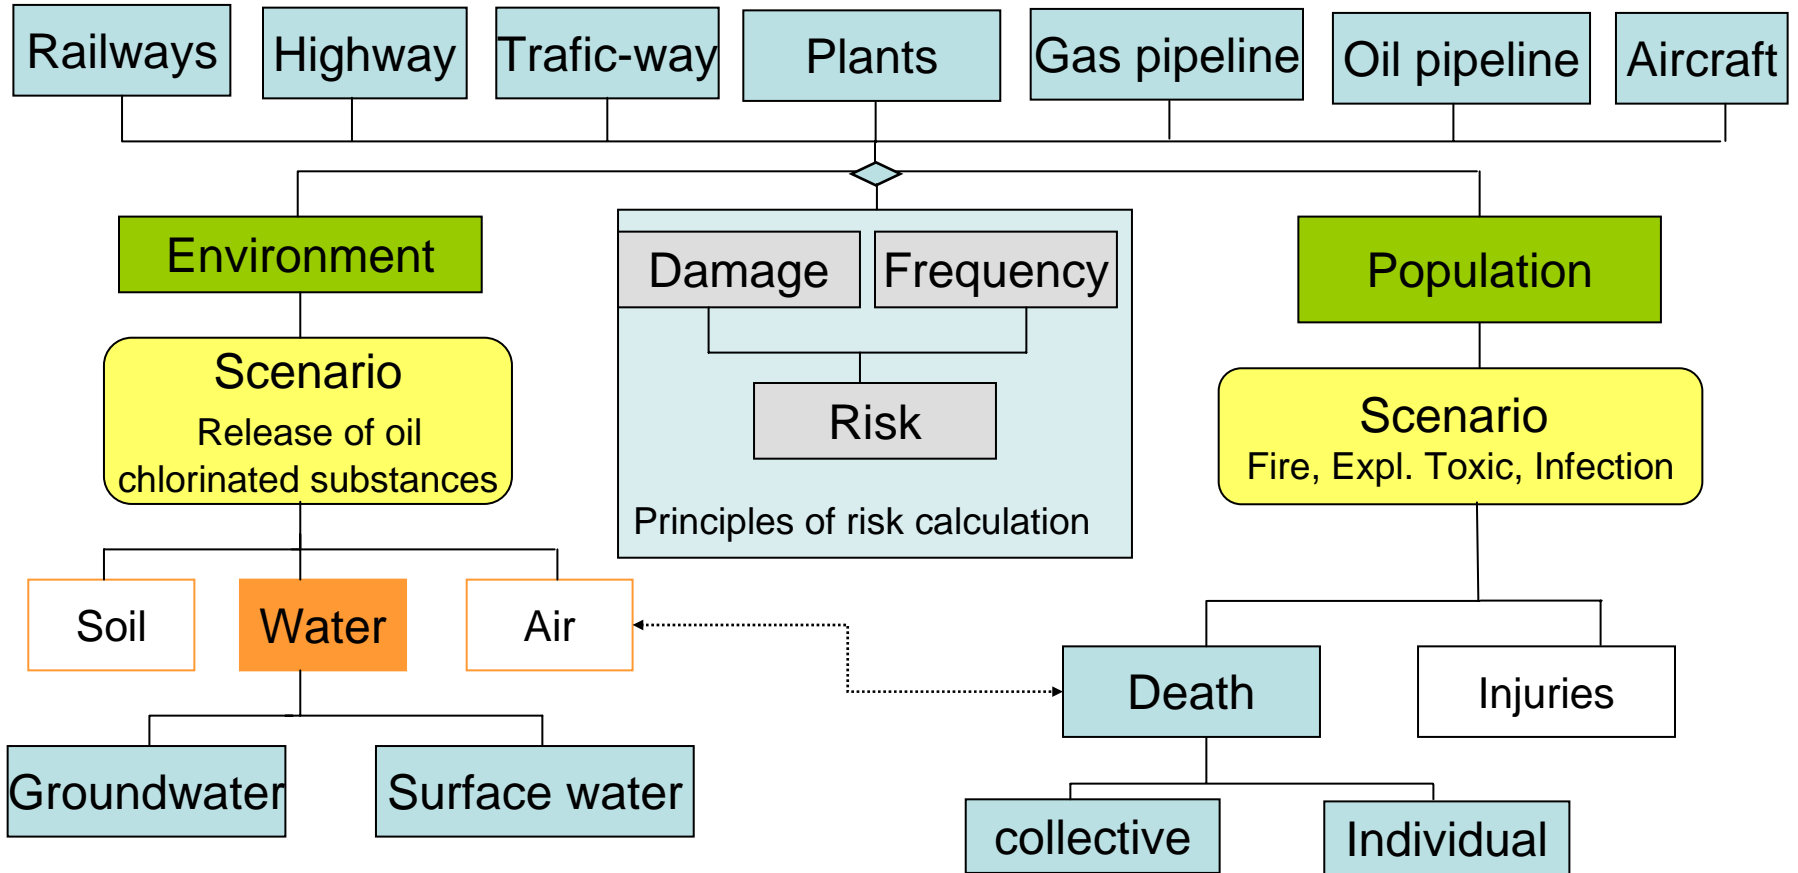 Railways
Highway
Trafic-way
Plants
Gas pipeline
Oil pipeline
Aircraft
Environment
Damage
Frequency
Population
Scenario
Release of oil
chlorinated substances
Risk
Scenario
Fire, Expl. Toxic, Infection
Principles of risk calculation
Soil
Water
Air
Death
Injuries
Groundwater
Surface water
collective
Individual